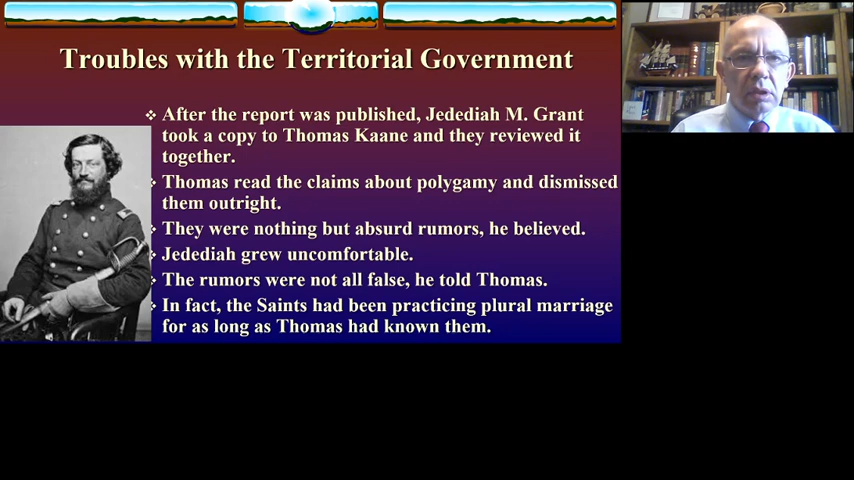 Troubles with the Territorial Government
After the report was published, Jedediah M. Grant
took a copy to Thomas Kaane and they reviewed it
together.
Thomas read the claims about polygamy and dismissed
them outright.
They were nothing but absurd rumors, he believed.
Jedediah grew uncomfortable.
The rumors were not all false, he told Thomas.
In fact, the Saints had been practicing plural marriage
for as long as Thomas had known them.